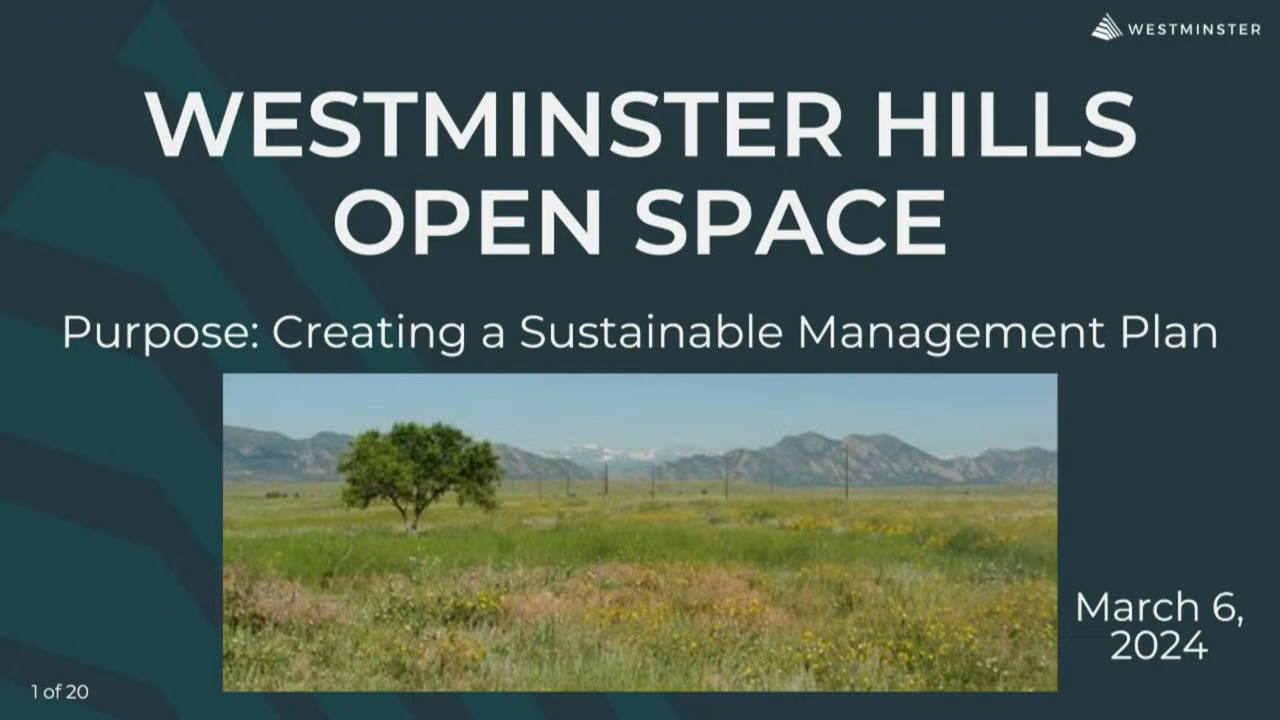 WESTMINSTER
WESTMINSTER HILLS
OPEN SPACE
Purpose: Creating a Sustainable Management Plan
March 6,
2024
1 of 20